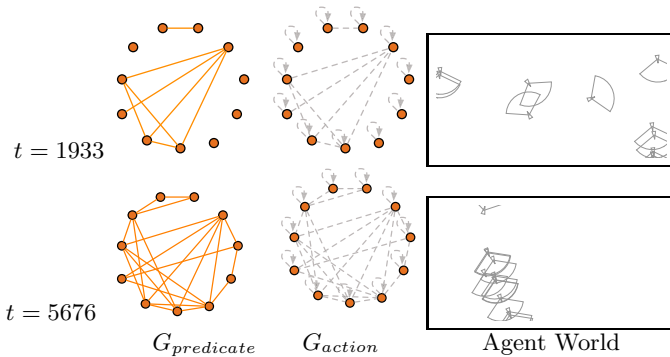 t = 1933
t = 5676
G_predicate G_action Agent World